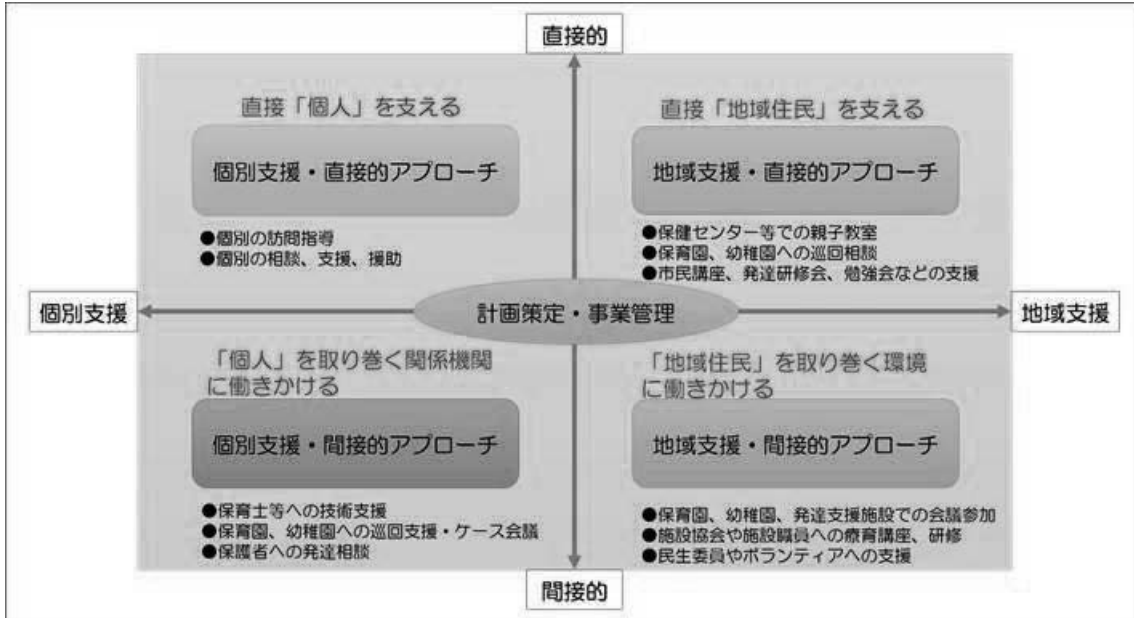 直接的
直接「個人」を支える
個別支援・直接的アプローチ
●個別の訪問指導
●個別の相談、支援、援助
直接「地域住民」を支える
地域支援・直接的アプローチ
●保健センター等での親子教室
●保育園、幼稚園への巡回相談
●市民講座、発達研修会、勉強会などの支援
個別支援
計画策定・事業管理
地域支援
「個人」を取り巻く関係機関
に働きかける
個別支援・間接的アプローチ
●保育士等への技術支援
●保育園、幼稚園への巡回支援・ケース会議
●保護者への発達相談
「地域住民」を取り巻く環境
に働きかける
地域支援・間接的アプローチ
●保育園、幼稚園、発達支援施設での会議参加
●施設協会や施設職員への療育講座、研修
●民生委員やボランティアへの支援
間接的